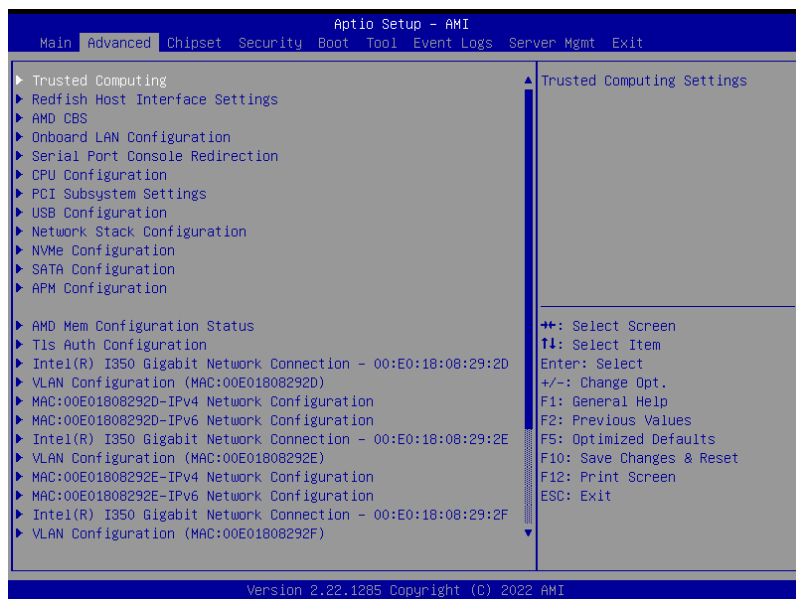 Aptio Setup – AMI
Main Advanced Chipset Security Boot Tool Event Logs Server Mgmt Exit
Trusted Computing
Redfish Host Interface Settings
AMD CBS
Onboard LAN Configuration
Serial Port Console Redirection
CPU Configuration
PCI Subsystem Settings
USB Configuration
Network Stack Configuration
NVMe Configuration
SATA Configuration
APM Configuration
AMD Mem Configuration Status
Tls Auth Configuration
Intel(R) I350 Gigabit Network Connection – 00:E0:18:08:29:2D
VLAN Configuration (MAC:00E01808292D)
MAC:00E01808292D-IPv4 Network Configuration
MAC:00E01808292D-IPv6 Network Configuration
Intel(R) I350 Gigabit Network Connection – 00:E0:18:08:29:2E
VLAN Configuration (MAC:00E01808292E)
MAC:00E01808292E-IPv4 Network Configuration
MAC:00E01808292E-IPv6 Network Configuration
Intel(R) I350 Gigabit Network Connection – 00:E0:18:08:29:2F
VLAN Configuration (MAC:00E01808292F)
Trusted Computing Settings
→←: Select Screen
↑↓: Select Item
Enter: Select
+/-: Change Opt.
F1: General Help
F2: Previous Values
F5: Optimized Defaults
F10: Save Changes & Reset
F12: Print Screen
ESC: Exit
Version 2.22.1285 Copyright (C) 2022 AMI